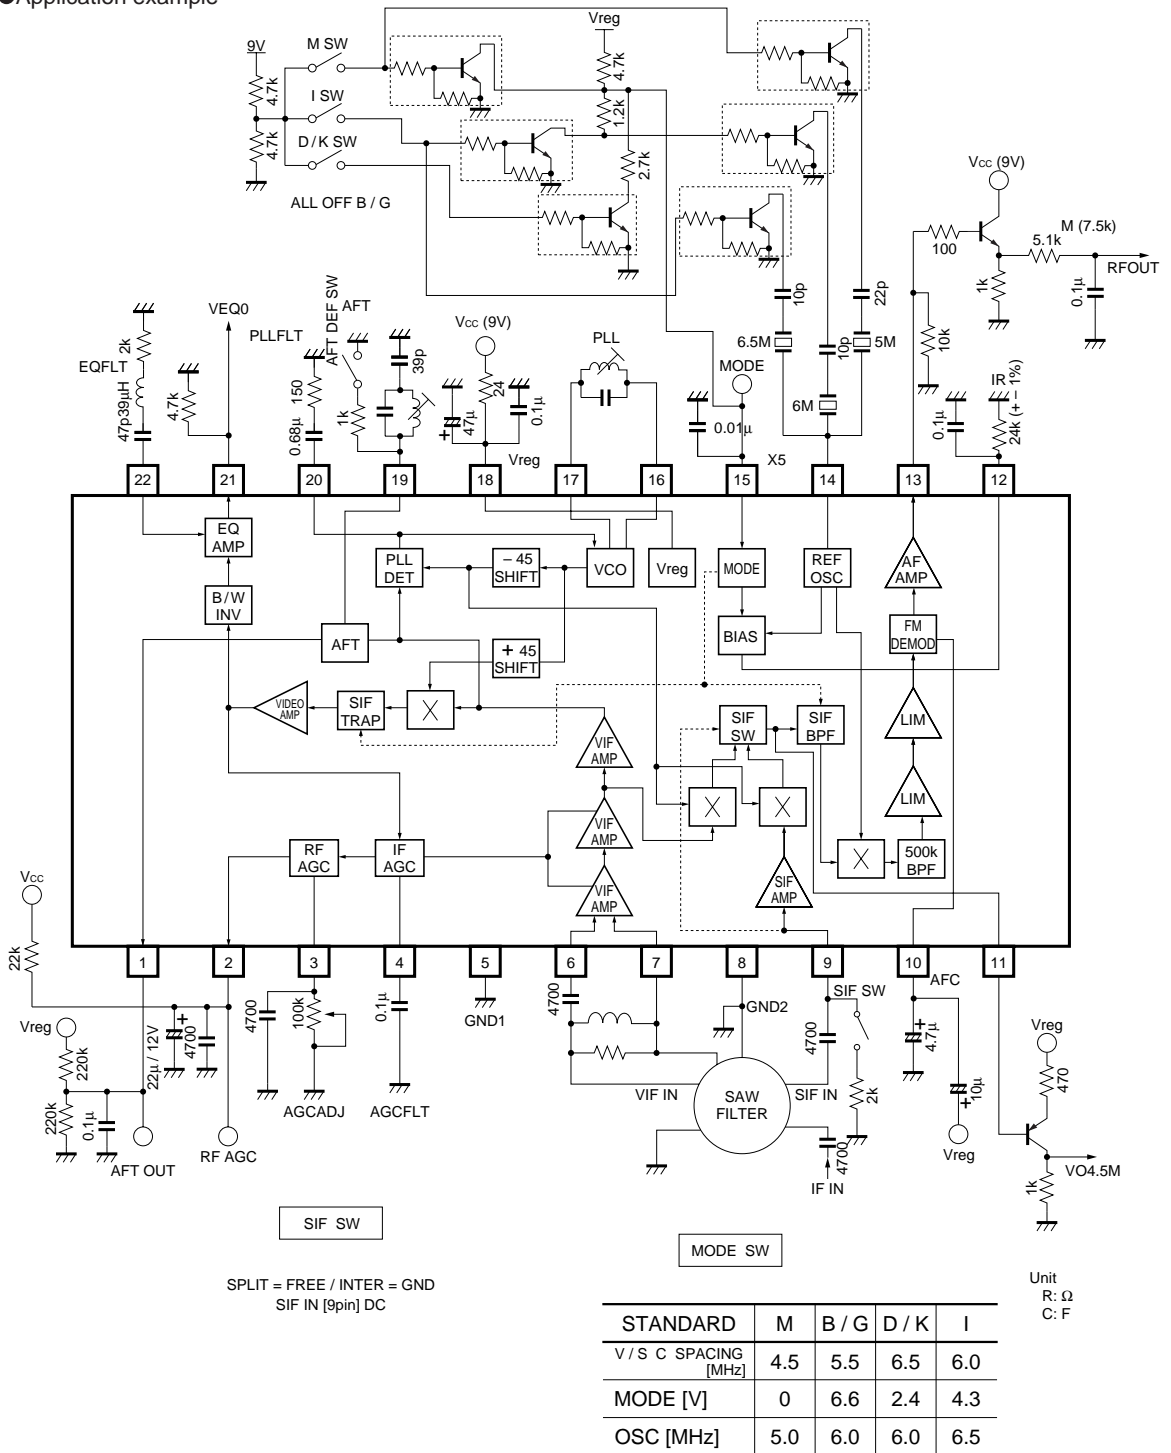 ●Application example
Vreg
9V
M SW
4.7k
4.7k
I SW
1.2k
4.7k
D / K SW
2.7k
ALL OFF B / G
VCC (9V)
100
5.1k
M (7.5k)
RFOUT
1k
0.1µ
10p
22p
VEQ0
AFT DEF SW
AFT
2k
PLLFLT
EQFLT
VCC (9V)
PLL
6.5M
10p
5M
10k
39p
MODE
IR
47p
39µH
4.7k
150
0.68µ
1k
24
47µ
0.1µ
6M
0.1µ
24k (+ – 1%)
0.01µ
Vreg
X5
22
21
20
19
18
17
16
15
14
13
12
EQ AMP
PLL DET
– 45 SHIFT
VCO
Vreg
MODE
REF OSC
AF AMP
B / W INV
AFT
+ 45 SHIFT
BIAS
FM DEMOD
VIDEO AMP
SIF TRAP
X
SIF SW
SIF BPF
LIM
VIF AMP
X
X
LIM
VIF AMP
RF AGC
IF AGC
X
500k BPF
VIF AMP
SIF AMP
VCC
22k
1
2
3
4
5
6
7
8
9
10
11
AFC
SIF SW
4700
100k
0.1µ
GND1
4700
GND2
4700
4.7µ
Vreg
Vreg
220k
22µ / 12V
4700
470
220k
0.1µ
AGCADJ
AGCFLT
VIF IN
SAW FILTER
SIF IN
2k
10µ
AFT OUT
RF AGC
4700
Vreg
VO4.5M
IF IN
1k
SIF SW
MODE SW
SPLIT = FREE / INTER = GND
SIF IN [9pin] DC
Unit
R: Ω
C: F
STANDARD M B / G D / K I
V / S C SPACING [MHz] 4.5 5.5 6.5 6.0
MODE [V] 0 6.6 2.4 4.3
OSC [MHz] 5.0 6.0 6.0 6.5